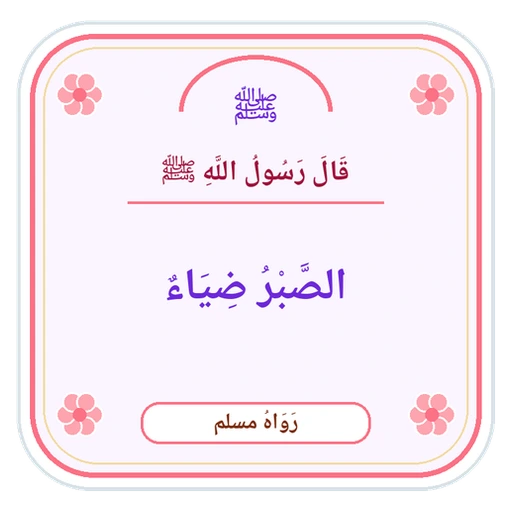 ﷺ
قَالَ رَسُولُ اللَّهِ ﷺ
الصَّبْرُ ضِيَاءٌ
رَوَاهُ مسلم